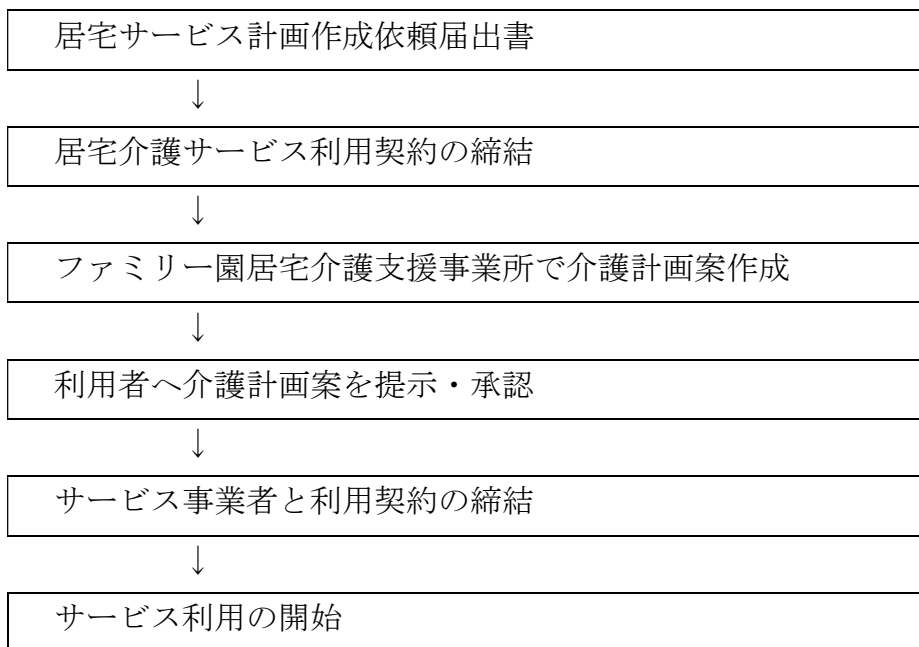 居宅サービス計画作成依頼届出書
↓
居宅介護サービス利用契約の締結
↓
ファミリー園居宅介護支援事業所で介護計画案作成
↓
利用者へ介護計画案を提示・承認
↓
サービス事業者と利用契約の締結
↓
サービス利用の開始